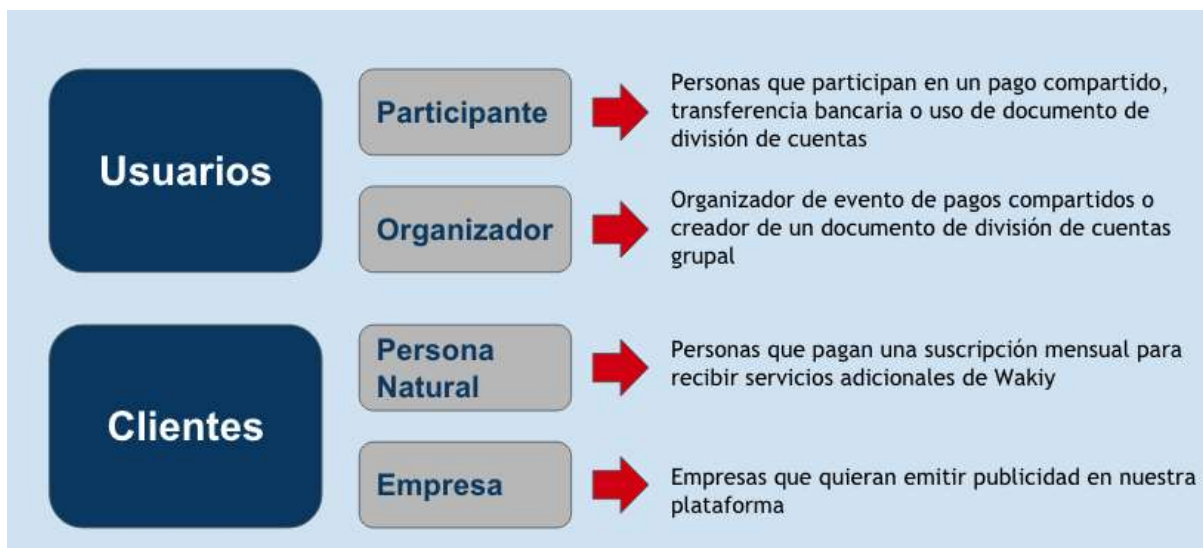 Usuarios
Participante
Personas que participan en un pago compartido,
transferencia bancaria o uso de documento de
división de cuentas
Organizador
Organizador de evento de pagos compartidos o
creador de un documento de división de cuentas
grupal
Clientes
Persona
Natural
Personas que pagan una suscripción mensual para
recibir servicios adicionales de Wakiy
Empresa
Empresas que quieran emitir publicidad en nuestra
plataforma